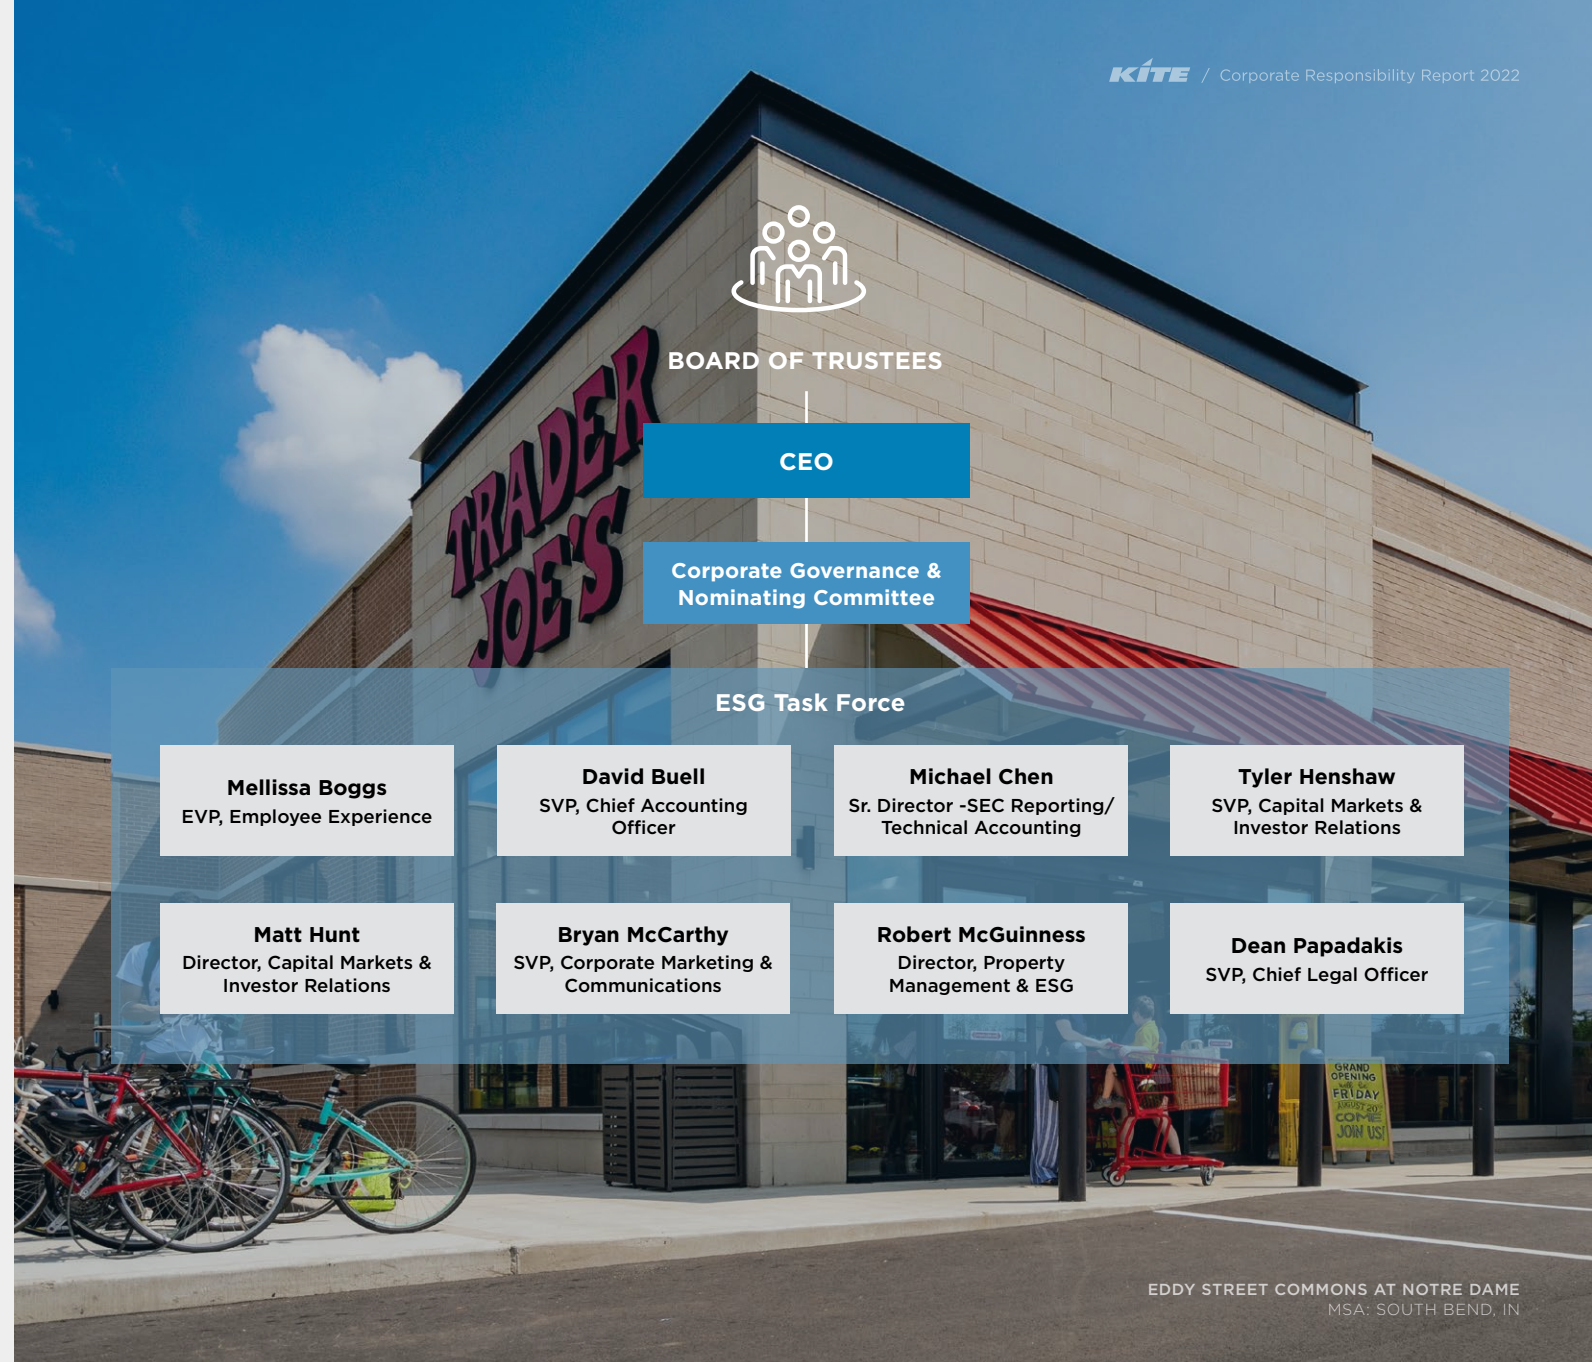 KITE / Corporate Responsibility Report 2022
BOARD OF TRUSTEES
CEO
Corporate Governance &
Nominating Committee
TRADER
JOE'S
ESG Task Force
Mellissa Boggs
EVP, Employee Experience
David Buell
SVP, Chief Accounting
Officer
Michael Chen
Sr. Director -SEC Reporting/
Technical Accounting
Tyler Henshaw
SVP, Capital Markets &
Investor Relations
Matt Hunt
Director, Capital Markets &
Investor Relations
Bryan McCarthy
SVP, Corporate Marketing &
Communications
Robert McGuinness
Director, Property
Management & ESG
Dean Papadakis
SVP, Chief Legal Officer
GRAND
OPENING
FRIDAY
COME
JOIN US!
EDDY STREET COMMONS AT NOTRE DAME
MSA: SOUTH BEND, IN